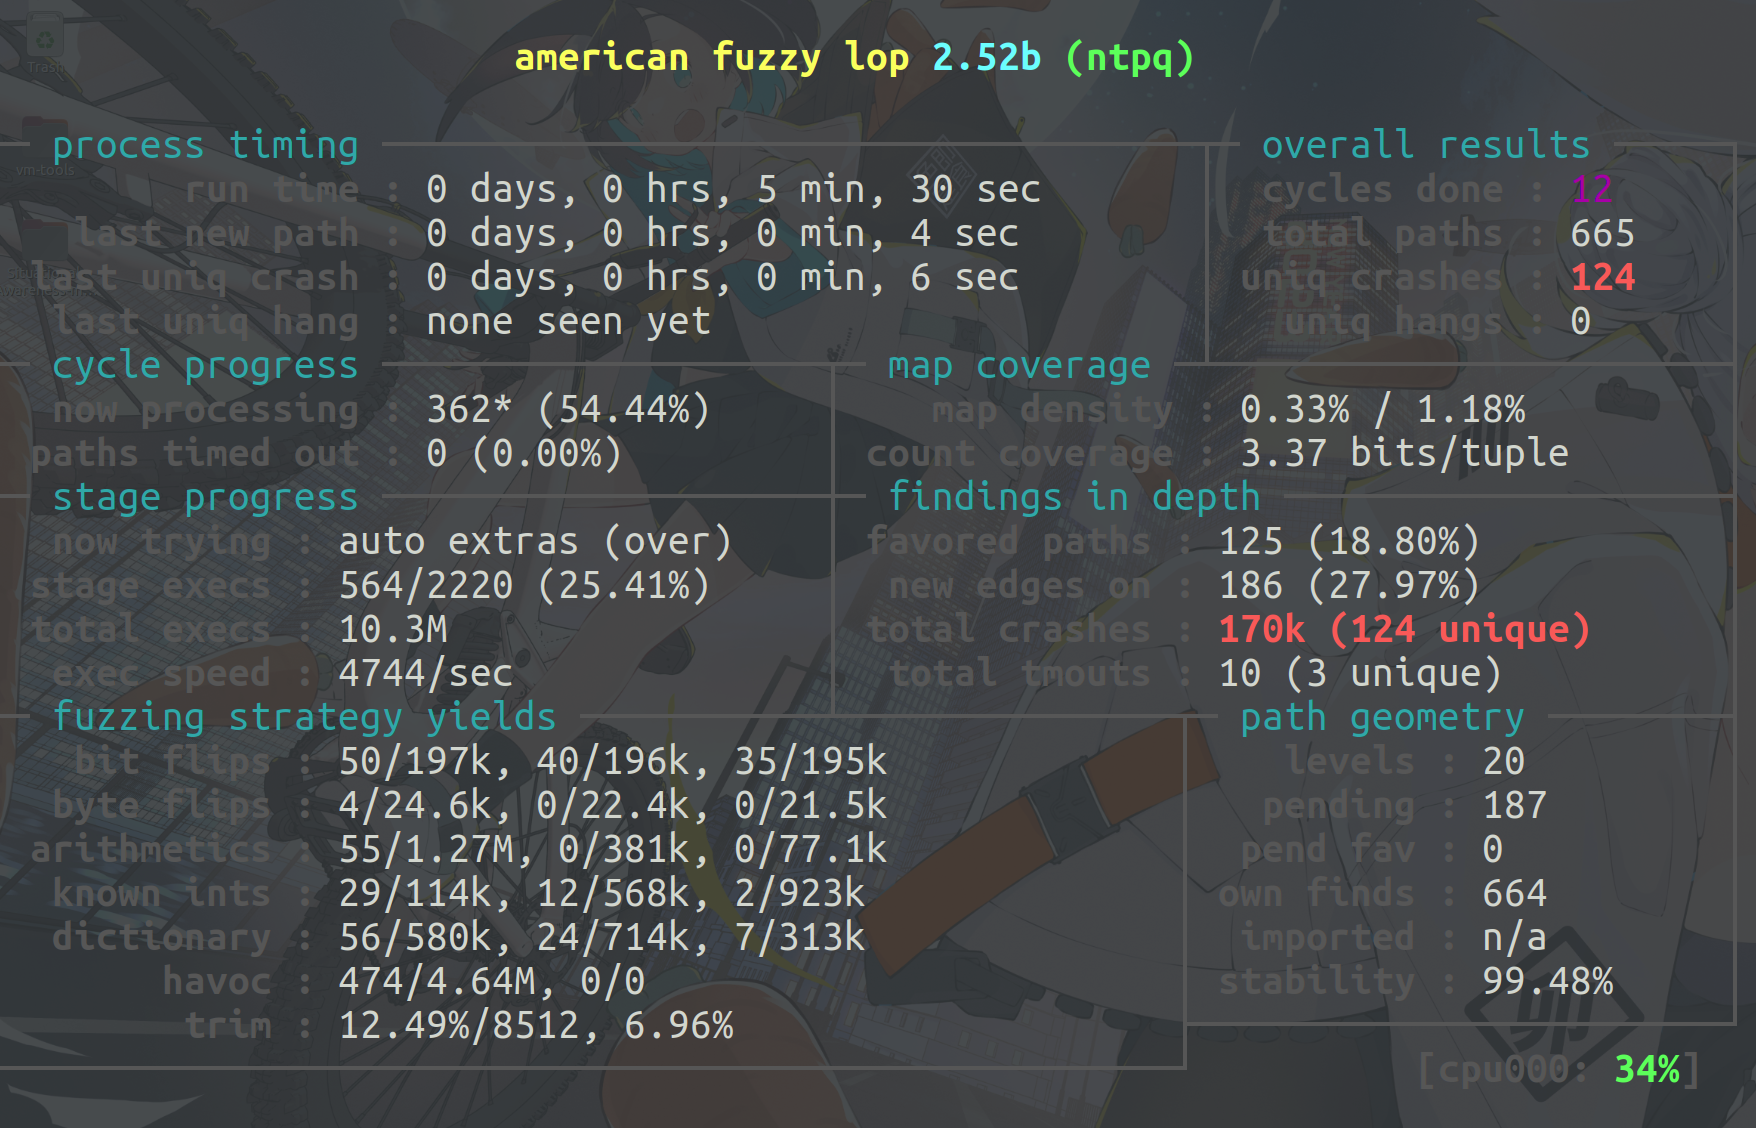 american fuzzy lop 2.52b (ntpq)
process timing
overall results
run time : 0 days, 0 hrs, 5 min, 30 sec
cycles done : 12
last new path : 0 days, 0 hrs, 0 min, 4 sec
total paths : 665
last uniq crash : 0 days, 0 hrs, 0 min, 6 sec
uniq crashes : 124
last uniq hang : none seen yet
uniq hangs : 0
cycle progress
map coverage
now processing : 362* (54.44%)
map density : 0.33% / 1.18%
paths timed out : 0 (0.00%)
count coverage : 3.37 bits/tuple
stage progress
findings in depth
now trying : auto extras (over)
favored paths : 125 (18.80%)
stage execs : 564/2220 (25.41%)
new edges on : 186 (27.97%)
total execs : 10.3M
total crashes : 170k (124 unique)
exec speed : 4744/sec
total tmouts : 10 (3 unique)
fuzzing strategy yields
path geometry
bit flips : 50/197k, 40/196k, 35/195k
levels : 20
byte flips : 4/24.6k, 0/22.4k, 0/21.5k
pending : 187
arithmetics : 55/1.27M, 0/381k, 0/77.1k
pend fav : 0
known ints : 29/114k, 12/568k, 2/923k
own finds : 664
dictionary : 56/580k, 24/714k, 7/313k
imported : n/a
havoc : 474/4.64M, 0/0
stability : 99.48%
trim : 12.49%/8512, 6.96%
[cpu000: 34%]
Trash
vm-tools